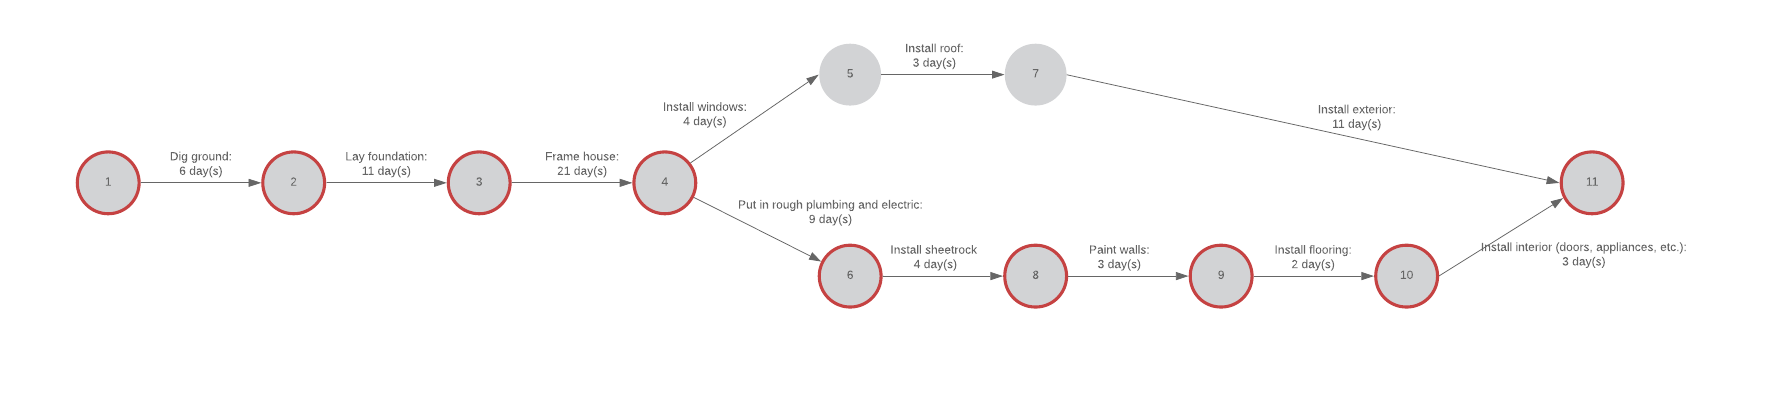 Install roof:
3 day(s)
5
7
Install windows:
4 day(s)
Install exterior:
11 day(s)
Dig ground:
6 day(s)
Lay foundation:
11 day(s)
Frame house:
21 day(s)
1
2
3
4
11
Put in rough plumbing and electric:
9 day(s)
Install sheetrock
4 day(s)
Paint walls:
3 day(s)
Install flooring:
2 day(s)
Install interior (doors, appliances, etc.):
3 day(s)
6
8
9
10